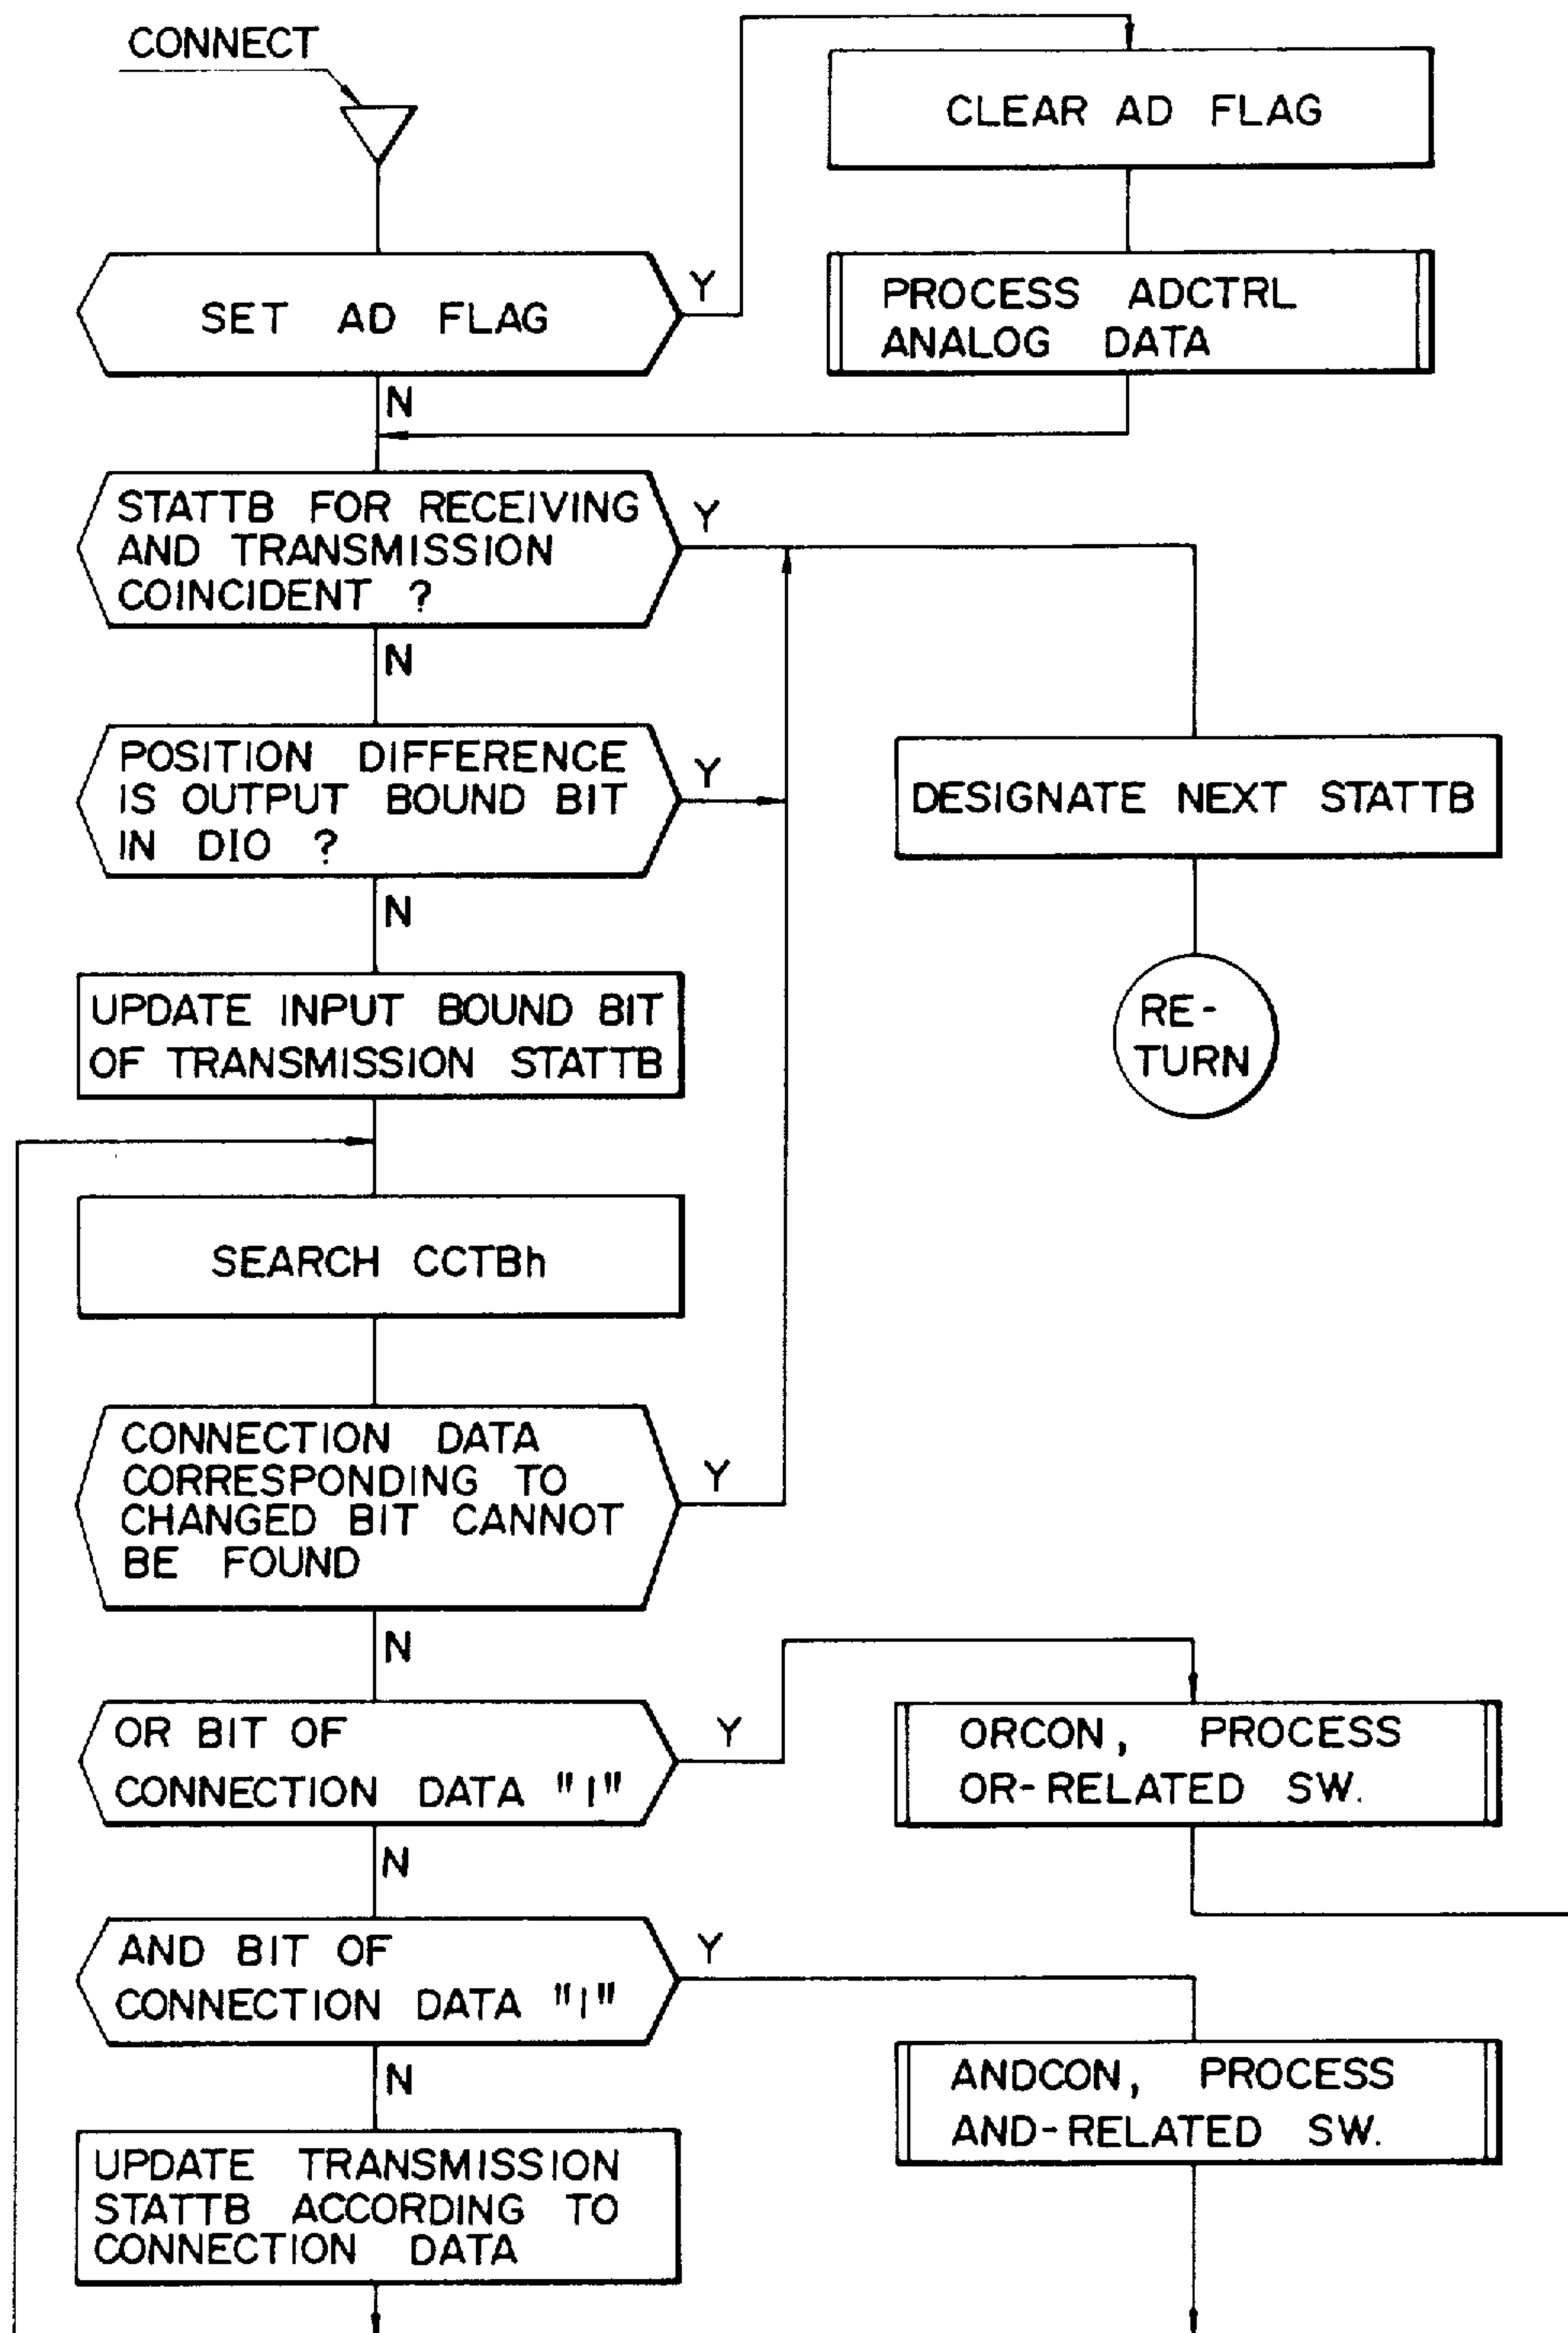 CONNECT
CLEAR AD FLAG
SET AD FLAG
Y
PROCESS ADCTRL
ANALOG DATA
N
STATTB FOR RECEIVING
AND TRANSMISSION
COINCIDENT ?
Y
N
POSITION DIFFERENCE
IS OUTPUT BOUND BIT
IN DIO ?
Y
DESIGNATE NEXT STATTB
N
UPDATE INPUT BOUND BIT
OF TRANSMISSION STATTB
RE-
TURN
SEARCH CCTBh
CONNECTION DATA
CORRESPONDING TO
CHANGED BIT CANNOT
BE FOUND
Y
N
OR BIT OF
CONNECTION DATA "1"
Y
ORCON, PROCESS
OR-RELATED SW.
N
AND BIT OF
CONNECTION DATA "1"
Y
ANDCON, PROCESS
AND-RELATED SW.
N
UPDATE TRANSMISSION
STATTB ACCORDING TO
CONNECTION DATA